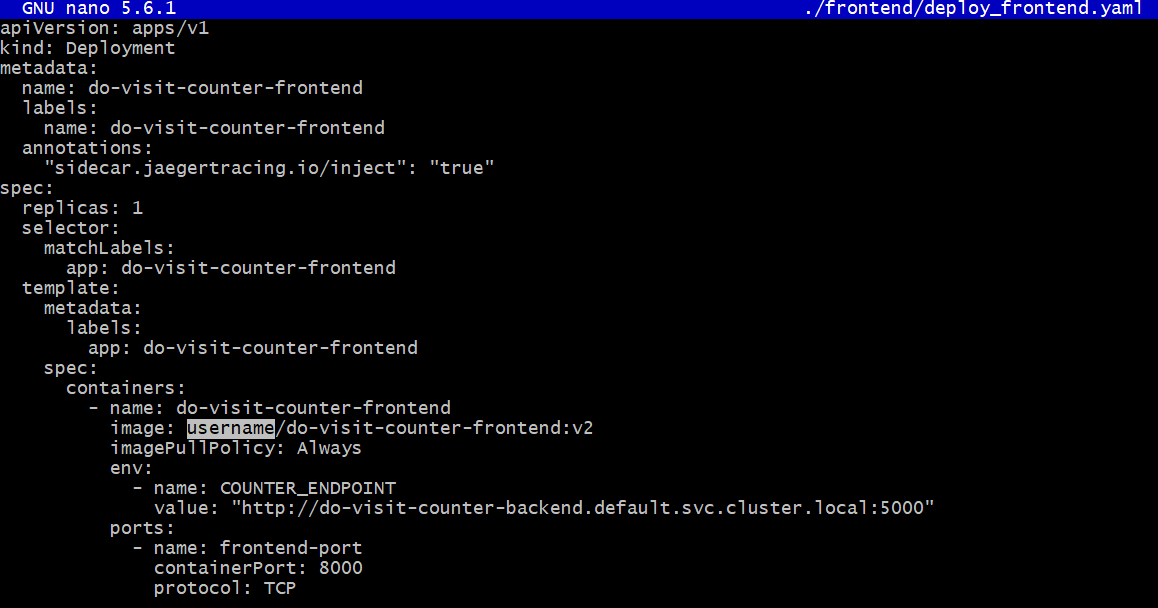 GNU nano 5.6.1 ./frontend/deploy_frontend.yaml
apiVersion: apps/v1
kind: Deployment
metadata:
  name: do-visit-counter-frontend
  labels:
    name: do-visit-counter-frontend
  annotations:
    "sidecar.jaegertracing.io/inject": "true"
spec:
  replicas: 1
  selector:
    matchLabels:
      app: do-visit-counter-frontend
  template:
    metadata:
      labels:
        app: do-visit-counter-frontend
    spec:
      containers:
        - name: do-visit-counter-frontend
          image: username/do-visit-counter-frontend:v2
          imagePullPolicy: Always
          env:
            - name: COUNTER_ENDPOINT
              value: "http://do-visit-counter-backend.default.svc.cluster.local:5000"
          ports:
            - name: frontend-port
              containerPort: 8000
              protocol: TCP